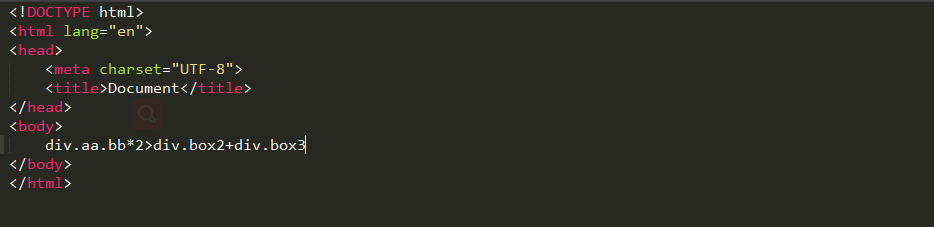 <!DOCTYPE html>
<html lang="en">
<head>
    <meta charset="UTF-8">
    <title>Document</title>
</head>
<body>
    div.aa.bb*2>div.box2+div.box3
</body>
</html>